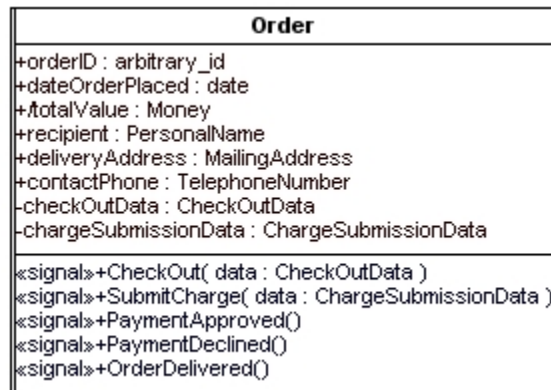 Order
+orderID : arbitrary_id
+dateOrderPlaced : date
+/totalValue : Money
+recipient : PersonalName
+deliveryAddress : MailingAddress
+contactPhone : TelephoneNumber
-checkOutData : CheckOutData
-chargeSubmissionData : ChargeSubmissionData
«signal»+CheckOut( data : CheckOutData )
«signal»+SubmitCharge( data : ChargeSubmissionData )
«signal»+PaymentApproved()
«signal»+PaymentDeclined()
«signal»+OrderDelivered()